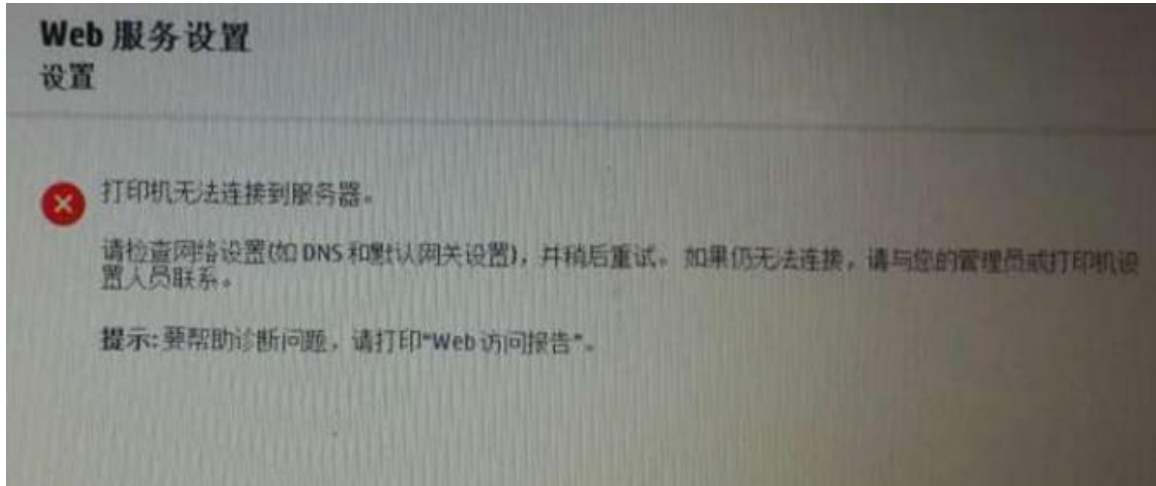 Web 服务设置
设置
打印机无法连接到服务器。
请检查网络设置(如 DNS 和默认网关设置)，并稍后重试。 如果仍无法连接，请与您的管理员或打印机设
置人员联系。
提示: 要帮助诊断问题，请打印“Web 访问报告”。